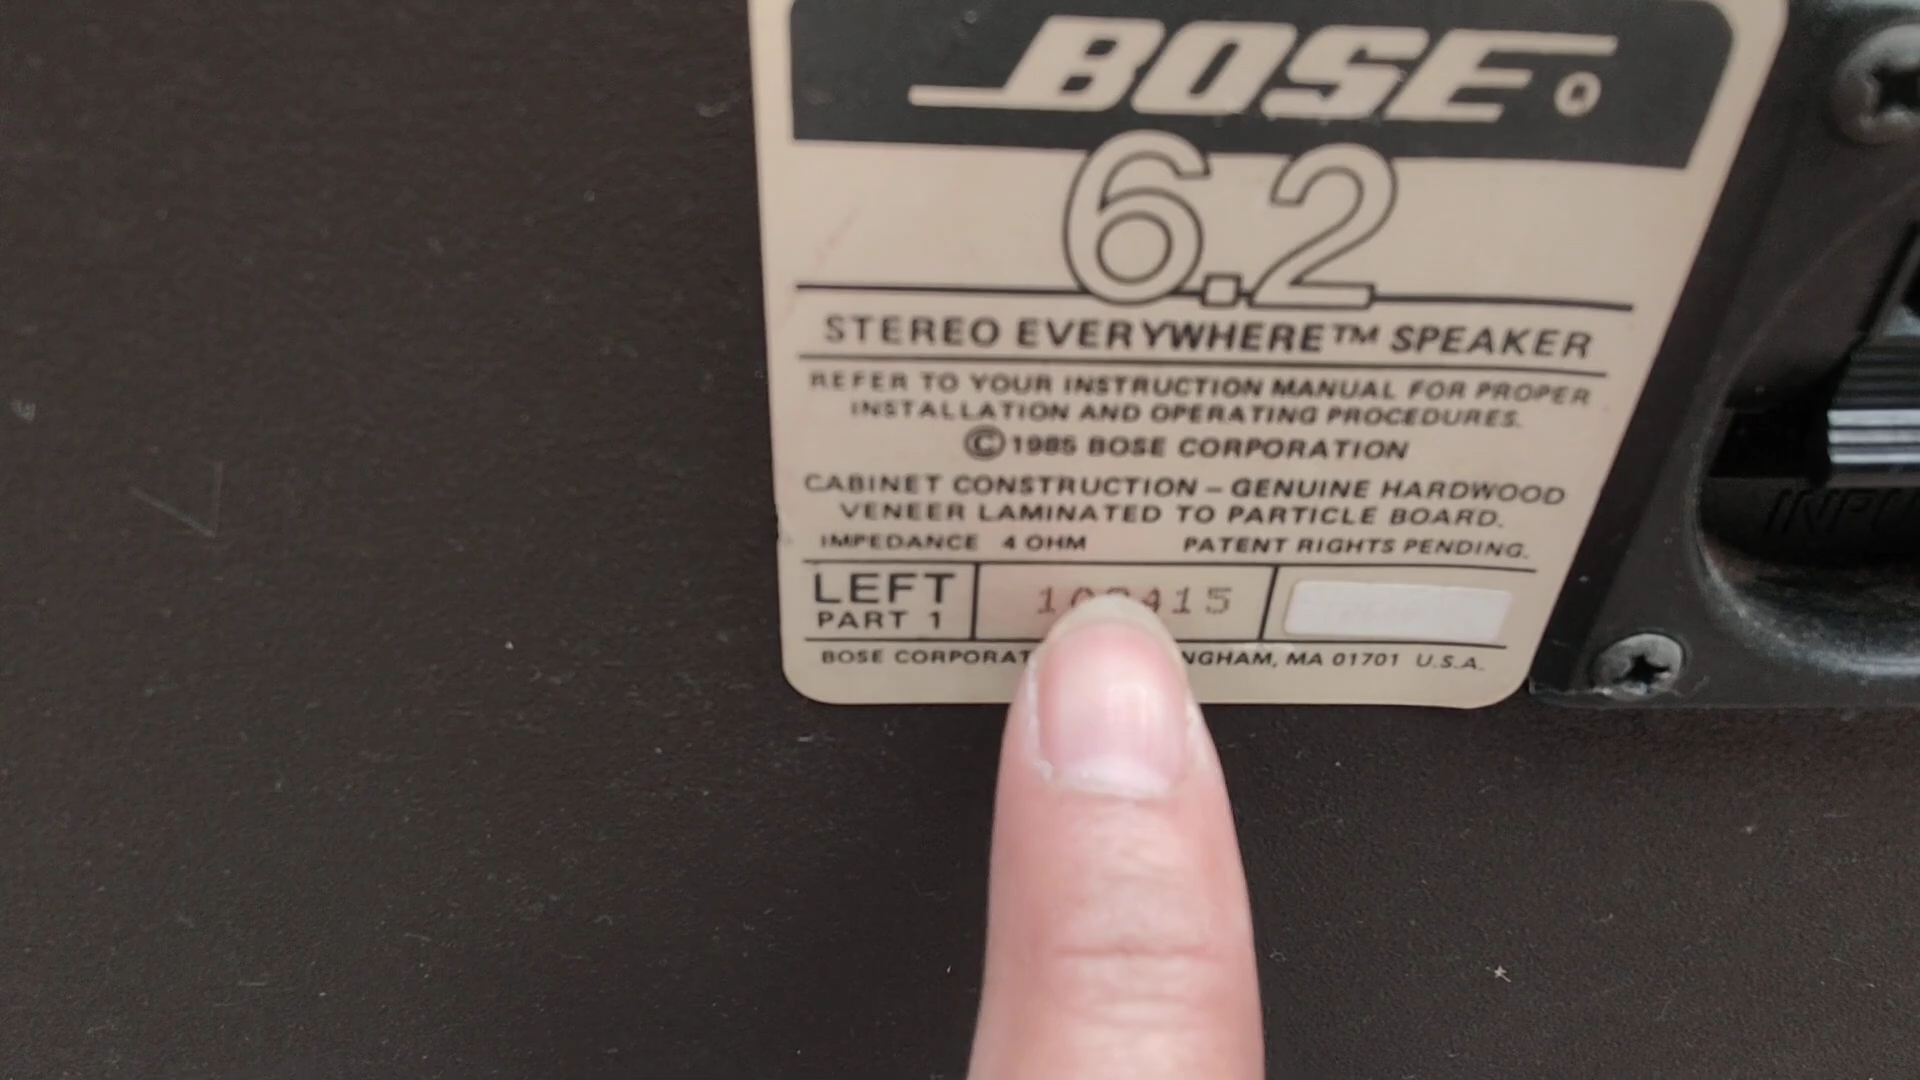 BOSE®
6.2
STEREO EVERYWHERE™ SPEAKER
REFER TO YOUR INSTRUCTION MANUAL FOR PROPER
INSTALLATION AND OPERATING PROCEDURES.
©1985 BOSE CORPORATION
CABINET CONSTRUCTION – GENUINE HARDWOOD
VENEER LAMINATED TO PARTICLE BOARD.
IMPEDANCE 4 OHM PATENT RIGHTS PENDING.
LEFT
PART 1
BOSE MA 01701 U.S.A.